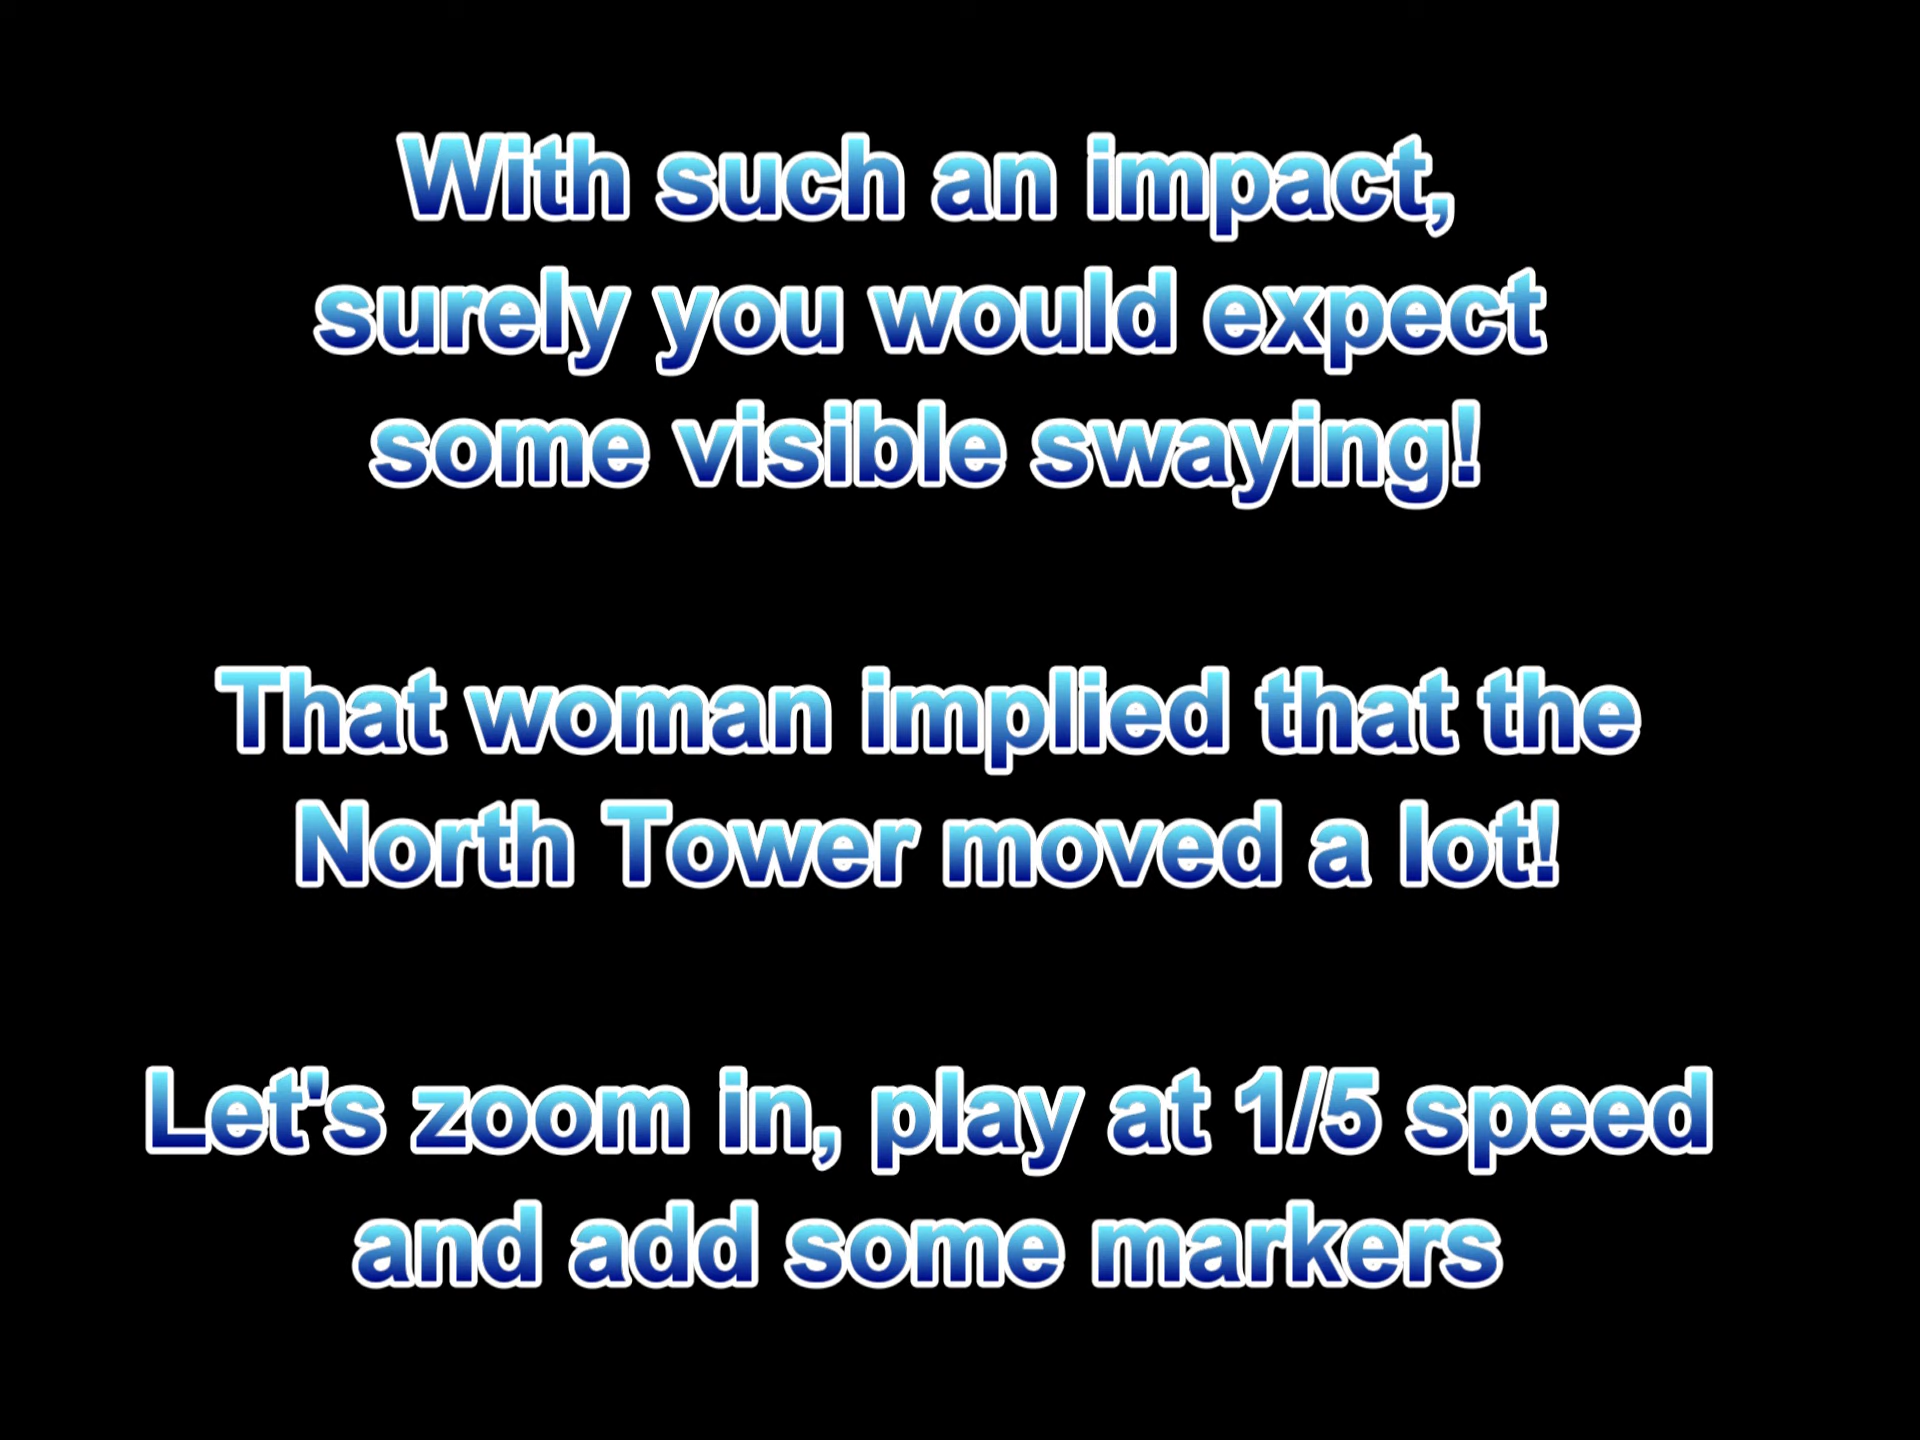 With such an impact,
surely you would expect
some visible swaying!
That woman implied that the
North Tower moved a lot!
Let's zoom in, play at 1/5 speed
and add some markers